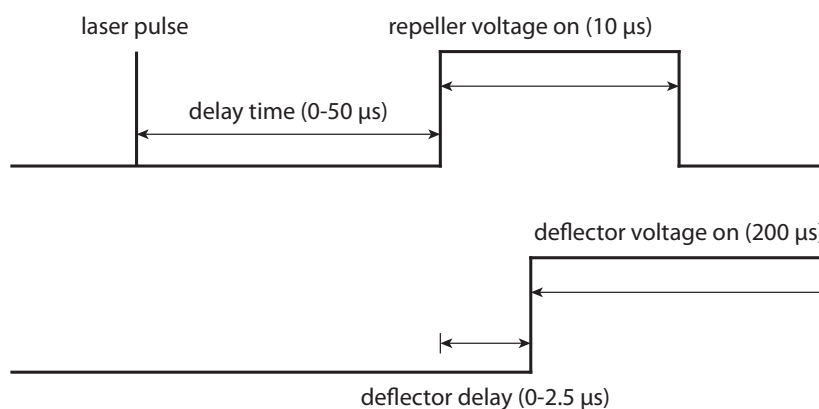 laser pulse
repeller voltage on (10 µs)
delay time (0-50 µs)
deflector voltage on (200 µs)
deflector delay (0-2.5 µs)